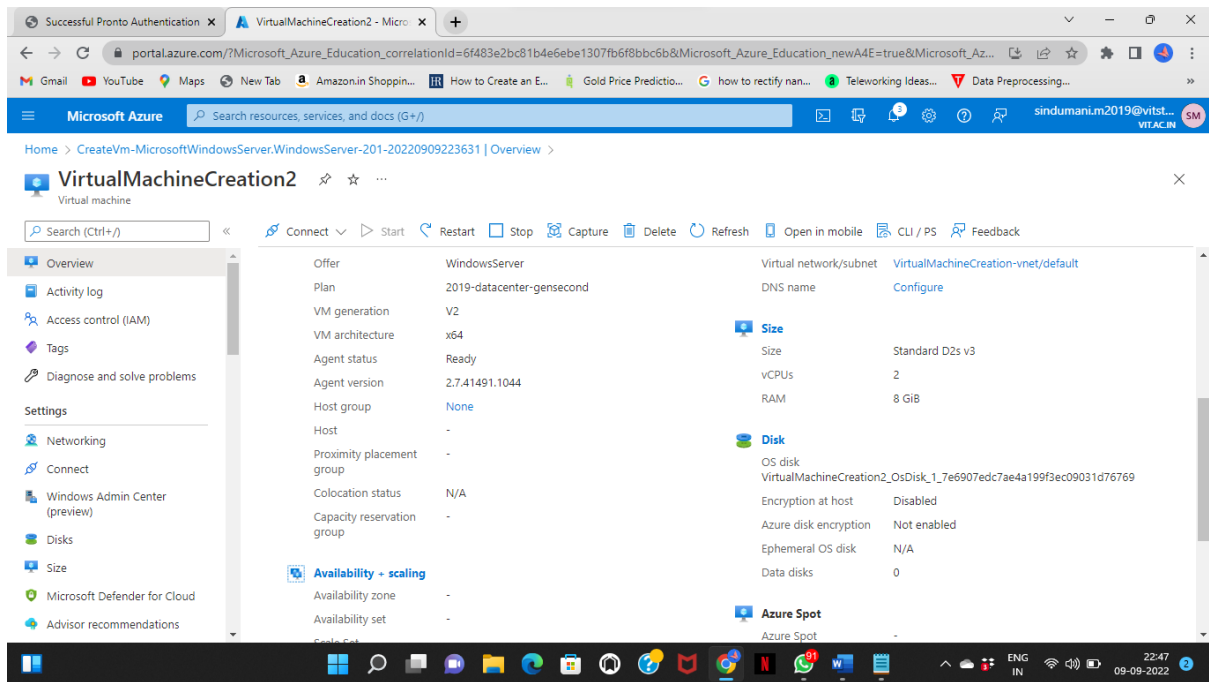 Successful Pronto Authentication
VirtualMachineCreation2 - Micro
portal.azure.com/?Microsoft_Azure_Education_correlationId=6f483e2bc81b4e6ebe1307fb6f8bbc6b&Microsoft_Azure_Education_newA4E=true&Microsoft_Az...
Gmail YouTube Maps New Tab Amazon.in Shoppin... How to Create an E... Gold Price Predictio... how to rectify nan... Teleworking Ideas... Data Preprocessing... »
Microsoft Azure
Search resources, services, and docs (G+/)
3
sindumani.m2019@vitst...
VIT.AC.IN
SM
Home > CreateVm-MicrosoftWindowsServer.WindowsServer-201-20220909223631 | Overview >
VirtualMachineCreation2 ...
Virtual machine
Search (Ctrl+/) «
Connect Start Restart Stop Capture Delete Refresh Open in mobile CLI / PS Feedback
Overview
Activity log
Access control (IAM)
Tags
Diagnose and solve problems
Settings
Networking
Connect
Windows Admin Center
(preview)
Disks
Size
Microsoft Defender for Cloud
Advisor recommendations
Offer WindowsServer
Plan 2019-datacenter-gensecond
VM generation V2
VM architecture x64
Agent status Ready
Agent version 2.7.41491.1044
Host group None
Host -
Proximity placement -
group
Colocation status N/A
Capacity reservation -
group
Availability + scaling
Availability zone -
Availability set -
Scale Set
Virtual network/subnet VirtualMachineCreation-vnet/default
DNS name Configure
Size
Size Standard D2s v3
vCPUs 2
RAM 8 GiB
Disk
OS disk
VirtualMachineCreation2_OsDisk_1_7e6907edc7ae4a199f3ec09031d76769
Encryption at host Disabled
Azure disk encryption Not enabled
Ephemeral OS disk N/A
Data disks 0
Azure Spot
Azure Spot -
91
ENG
IN
22:47
09-09-2022
2